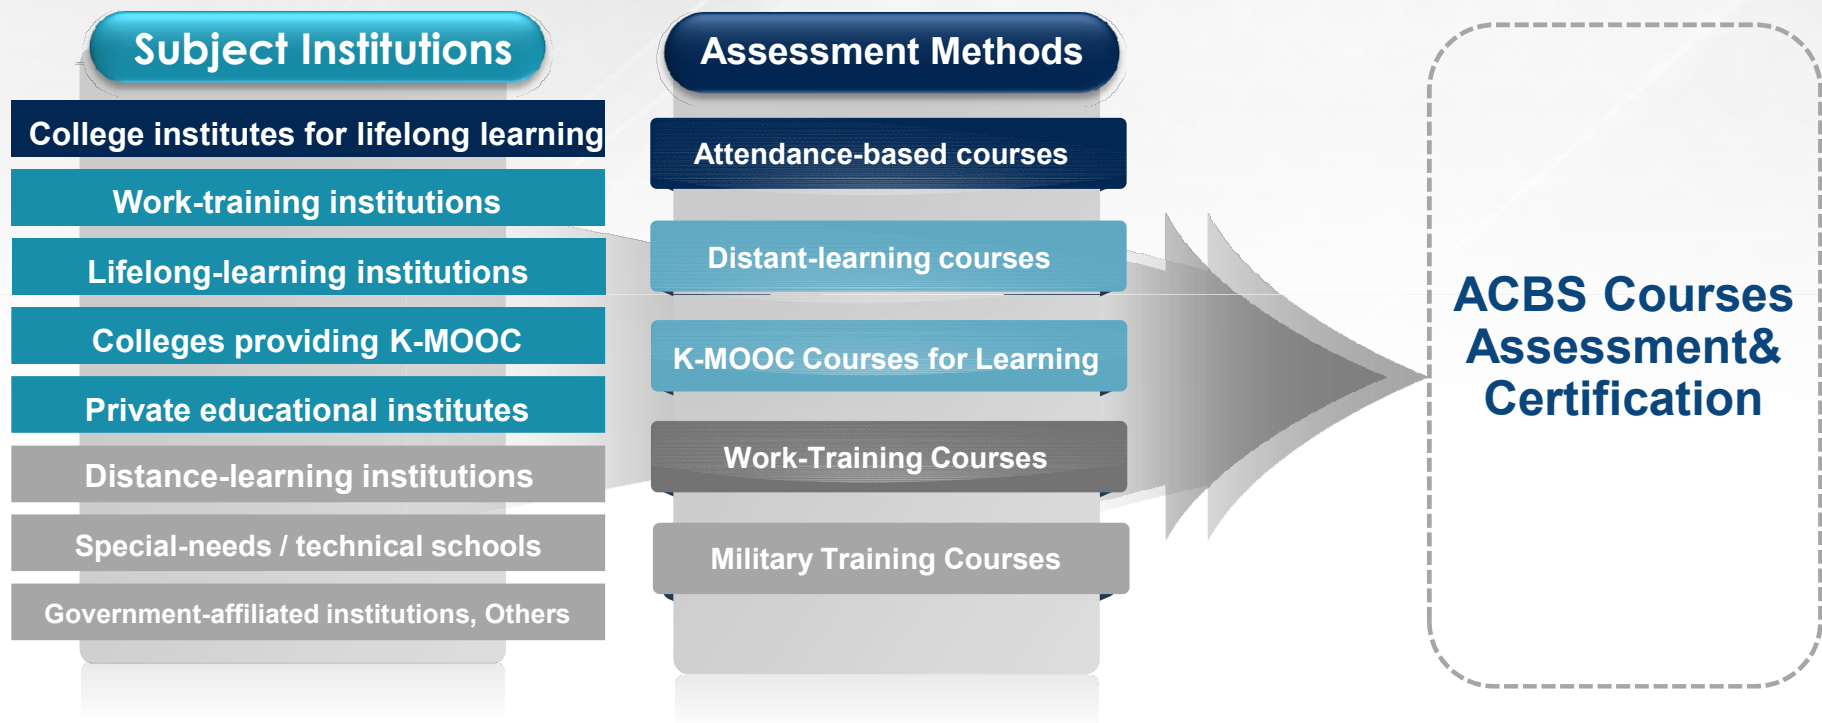 Subject Institutions
College institutes for lifelong learning
Work-training institutions
Lifelong-learning institutions
Colleges providing K-MOOC
Private educational institutes
Distance-learning institutions
Special-needs / technical schools
Government-affiliated institutions, Others
Assessment Methods
Attendance-based courses
Distant-learning courses
K-MOOC Courses for Learning
Work-Training Courses
Military Training Courses
ACBS Courses
Assessment&
Certification